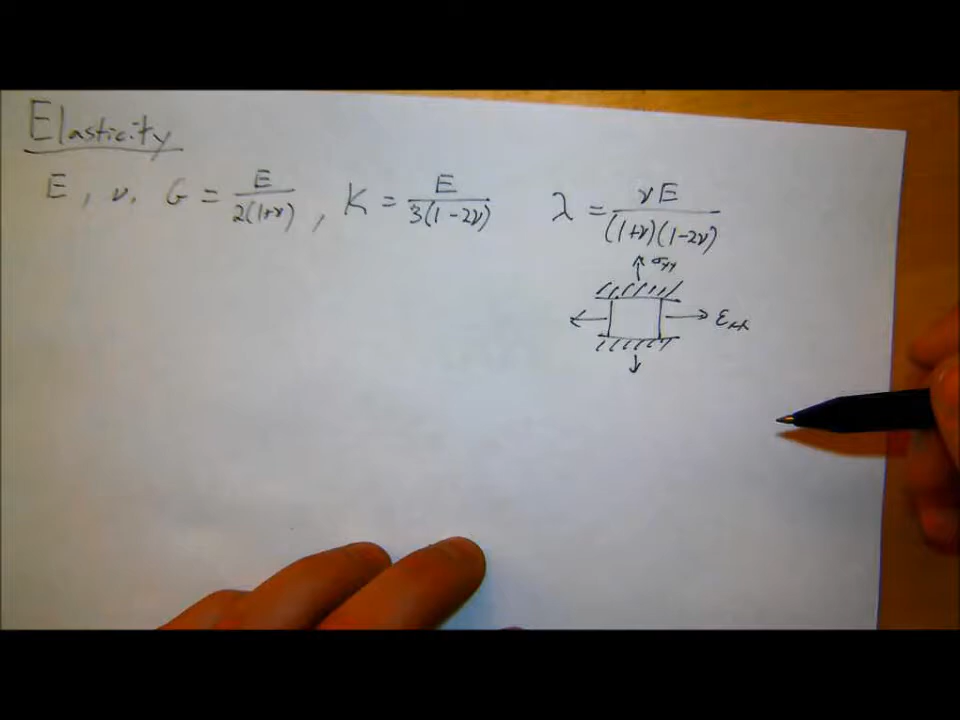 Elasticity
E, ν. G = E/2(1+ν), K = E/3(1-2ν) λ = νE/(1+ν)(1-2ν)
σyy
εxx